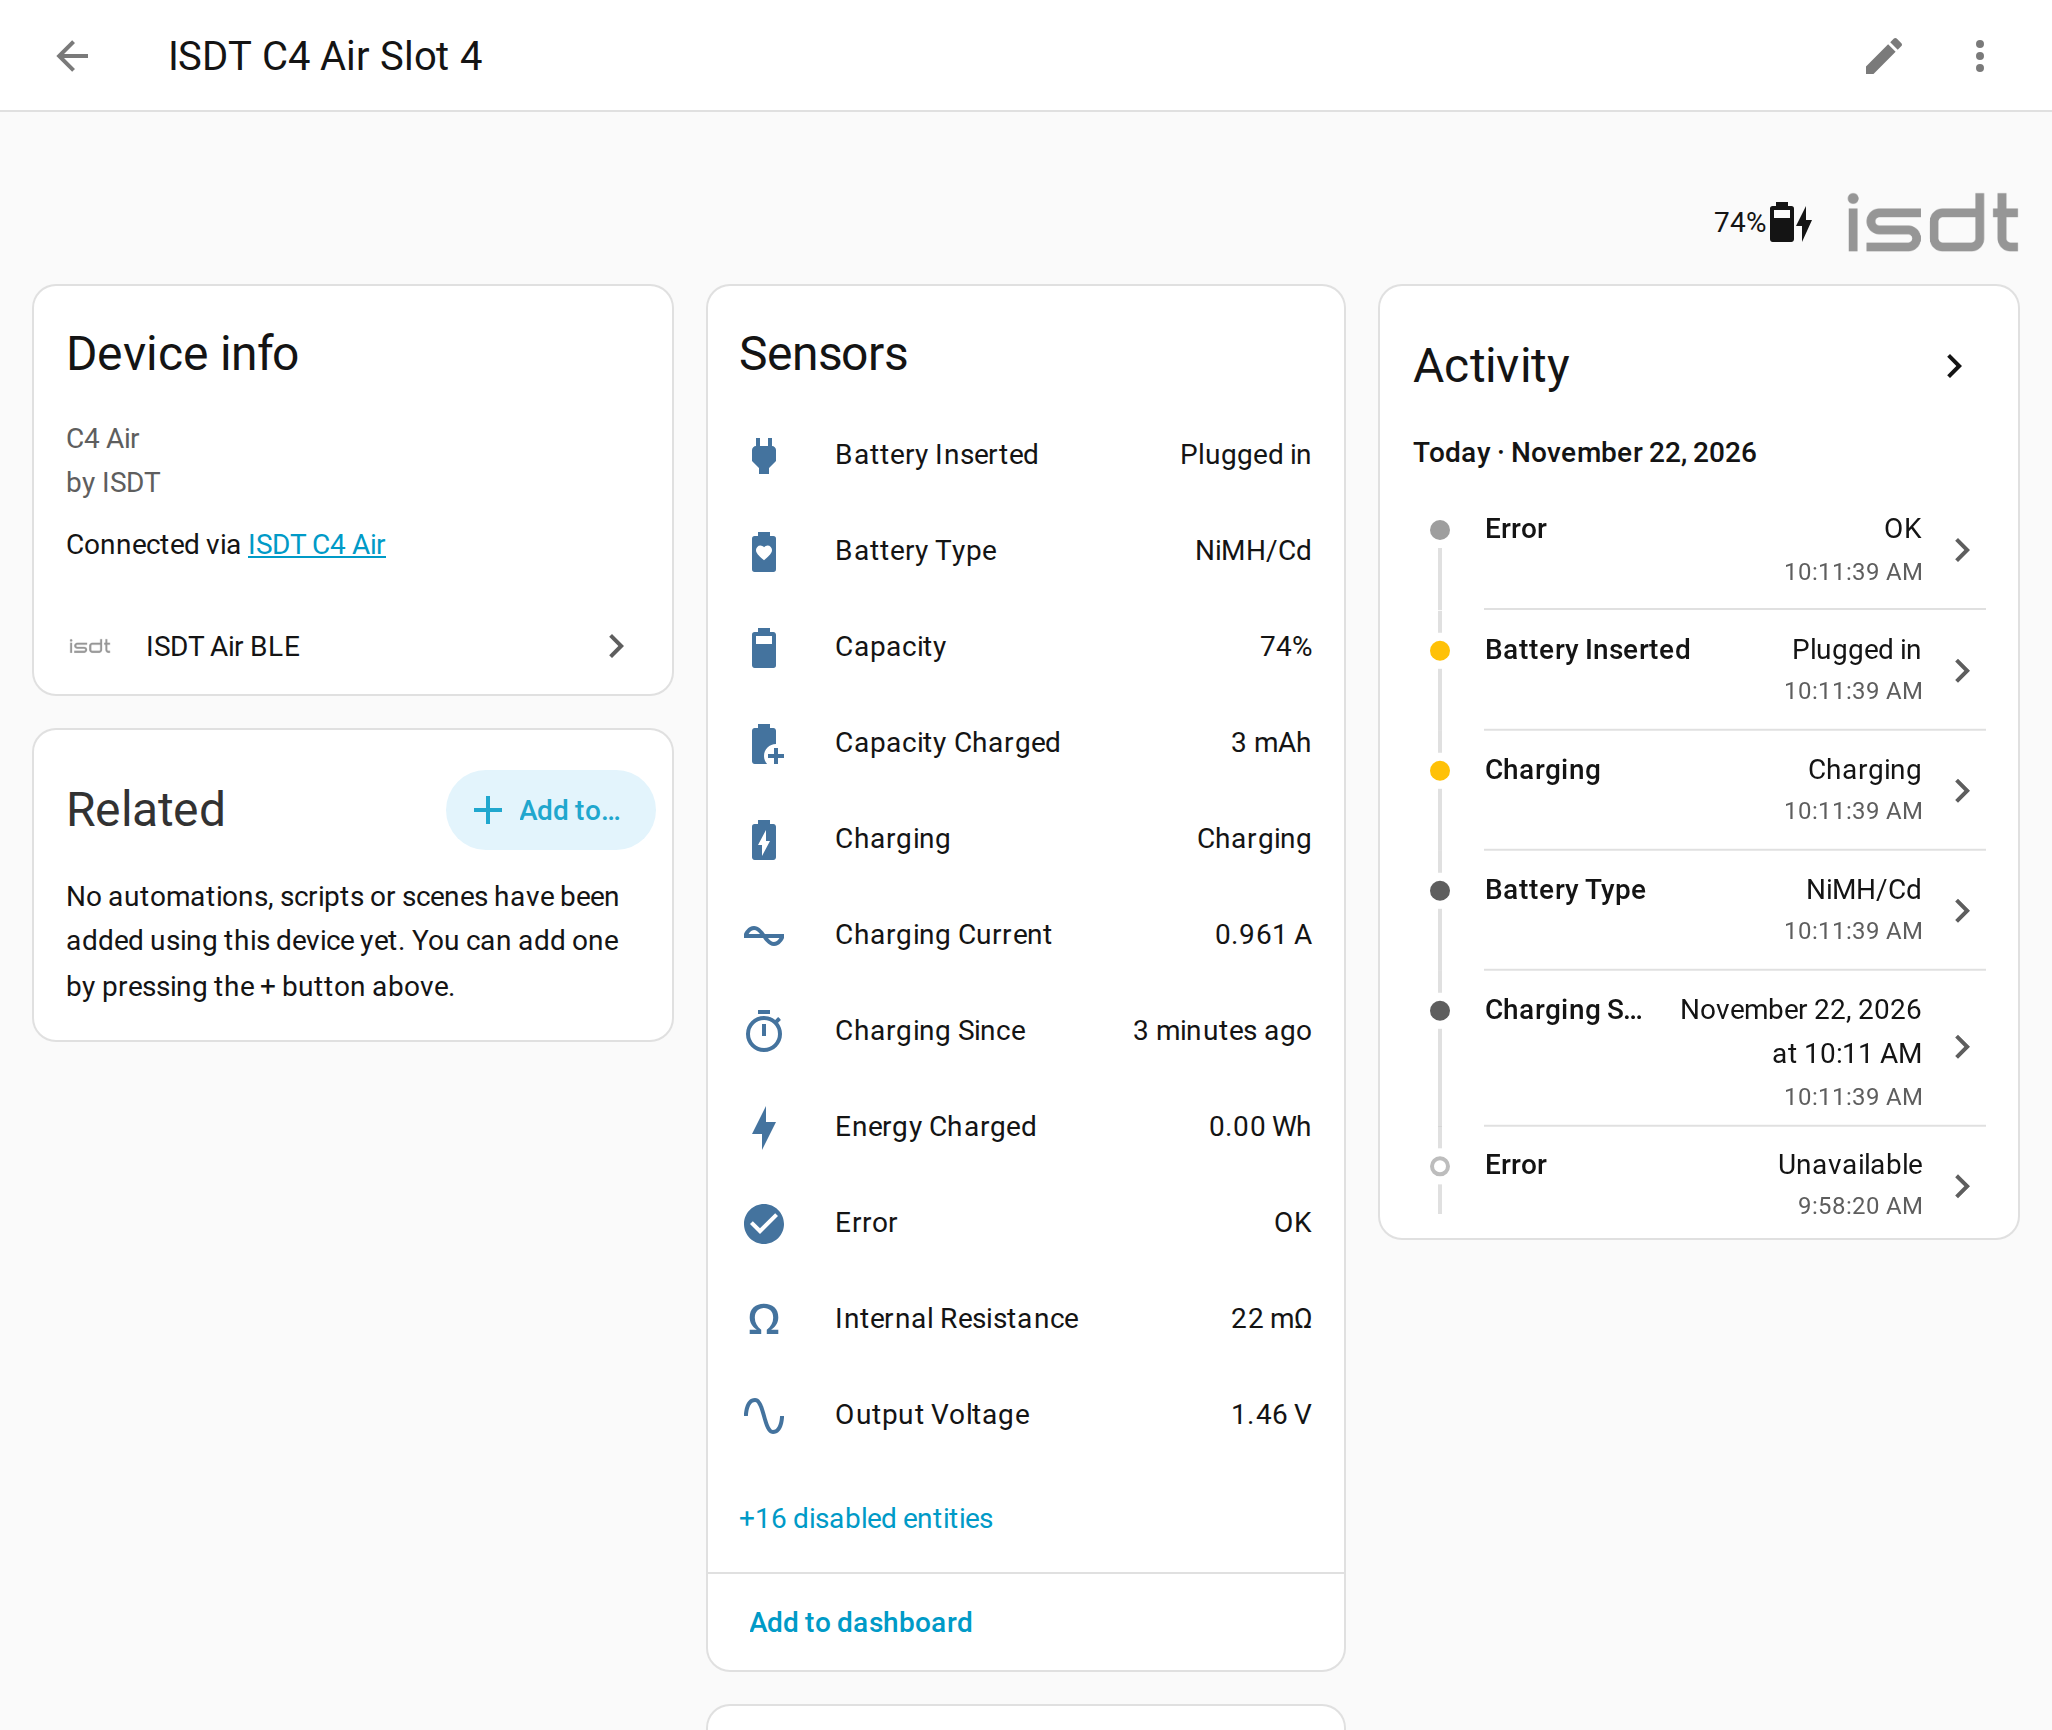 ISDT C4 Air Slot 4
74%
isdt
Device info
C4 Air
by ISDT
Connected via ISDT C4 Air
isdt
ISDT Air BLE
Related
Add to...
No automations, scripts or scenes have been
added using this device yet. You can add one
by pressing the + button above.
Sensors
Battery Inserted Plugged in
Battery Type NiMH/Cd
Capacity 74%
Capacity Charged 3 mAh
Charging Charging
Charging Current 0.961 A
Charging Since 3 minutes ago
Energy Charged 0.00 Wh
Error OK
Internal Resistance 22 mΩ
Output Voltage 1.46 V
+16 disabled entities
Add to dashboard
Activity
Today · November 22, 2026
Error OK
10:11:39 AM
Battery Inserted Plugged in
10:11:39 AM
Charging Charging
10:11:39 AM
Battery Type NiMH/Cd
10:11:39 AM
Charging S... November 22, 2026
at 10:11 AM
10:11:39 AM
Error Unavailable
9:58:20 AM